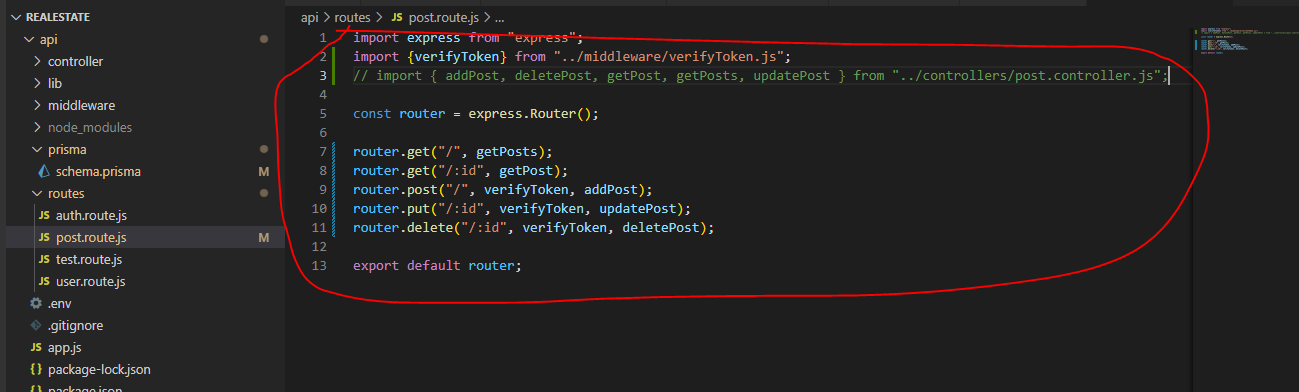 REALESTATE
api
controller
lib
middleware
node_modules
prisma
schema.prisma M
routes
JS auth.route.js
JS post.route.js M
JS test.route.js
JS user.route.js
.env
.gitignore
JS app.js
{} package-lock.json
{} package.json
api > routes > JS post.route.js > ...
1 import express from "express";
2 import {verifyToken} from "../middleware/verifyToken.js";
3 // import { addPost, deletePost, getPost, getPosts, updatePost } from "../controllers/post.controller.js";
4
5 const router = express.Router();
6
7 router.get("/", getPosts);
8 router.get("/:id", getPost);
9 router.post("/", verifyToken, addPost);
10 router.put("/:id", verifyToken, updatePost);
11 router.delete("/:id", verifyToken, deletePost);
12
13 export default router;